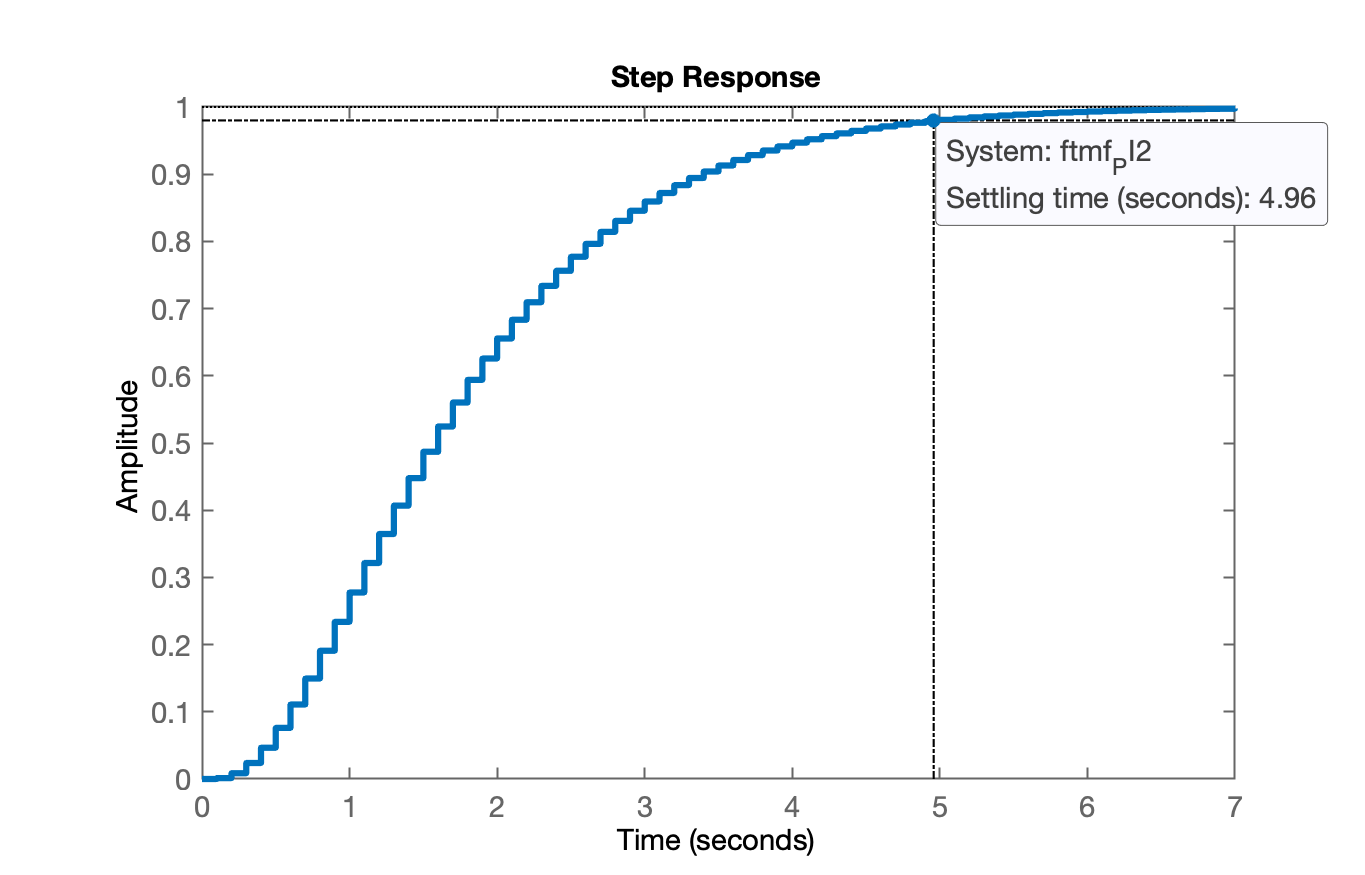 Step Response
1
0.9
0.8
0.7
0.6
0.5
0.4
0.3
0.2
0.1
0
Amplitude
System: ftmfPI2
Settling time (seconds): 4.96
0 1 2 3 4 5 6 7
Time (seconds)